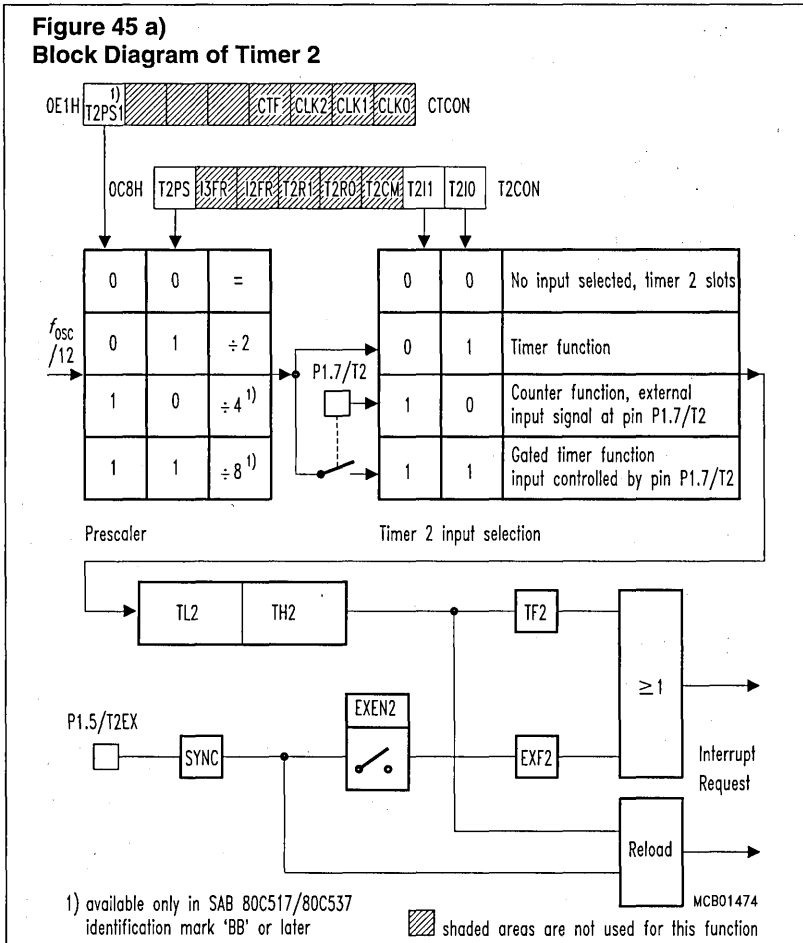 Figure 45 a)
Block Diagram of Timer 2
0E1H T2PS1 1) CTF CLK2 CLK1 CLK0 CTCON
0C8H T2PS I3FR I2FR T2R1 T2R0 T2CM T2I1 T2I0 T2CON
0 0 =
0 1 ÷2
1 0 ÷4 1)
1 1 ÷8 1)
fOSC
/12
P1.7/T2
0 0 No input selected, timer 2 slots
0 1 Timer function
1 0 Counter function, external
input signal at pin P1.7/T2
1 1 Gated timer function
input controlled by pin P1.7/T2
Prescaler
Timer 2 input selection
TL2 TH2
TF2
≥1
P1.5/T2EX
SYNC
EXEN2
EXF2
Interrupt
Request
Reload
1) available only in SAB 80C517/80C537
identification mark 'BB' or later
MCB01474
shaded areas are not used for this function